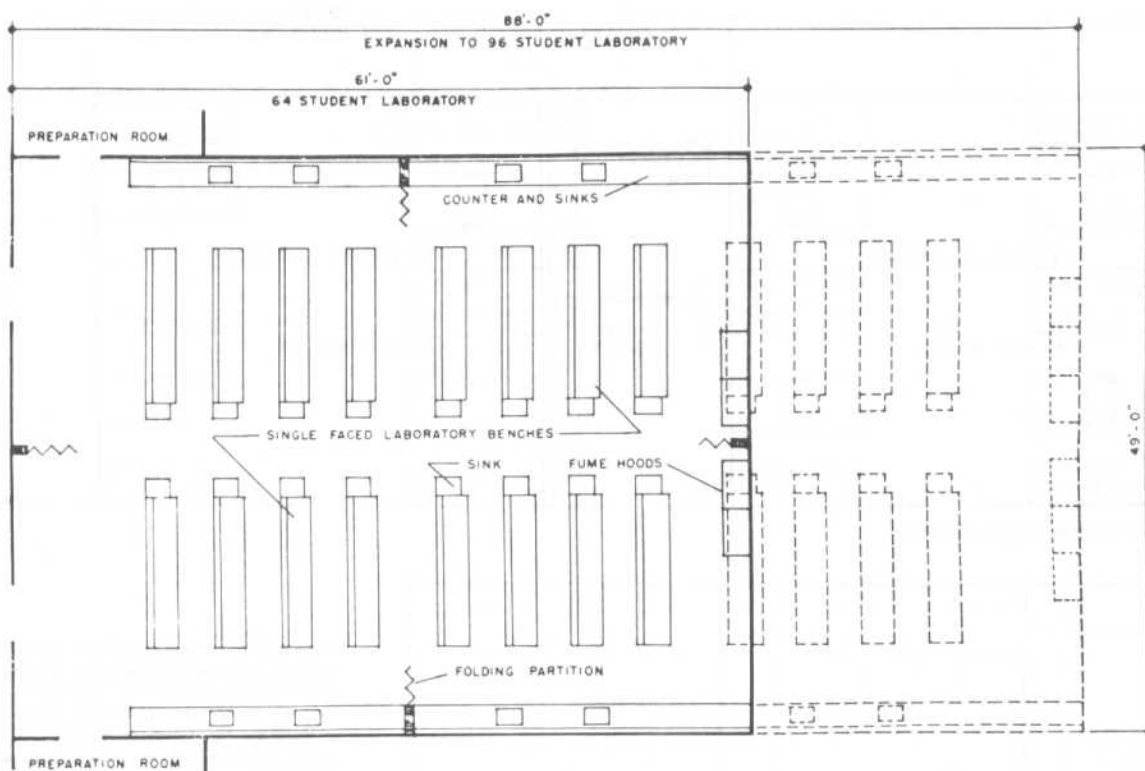 88'-0"
EXPANSION TO 96 STUDENT LABORATORY
61'-0"
64 STUDENT LABORATORY
PREPARATION ROOM
COUNTER AND SINKS
SINGLE FACED LABORATORY BENCHES
SINK
FUME HOODS
49'-0"
FOLDING PARTITION
PREPARATION ROOM